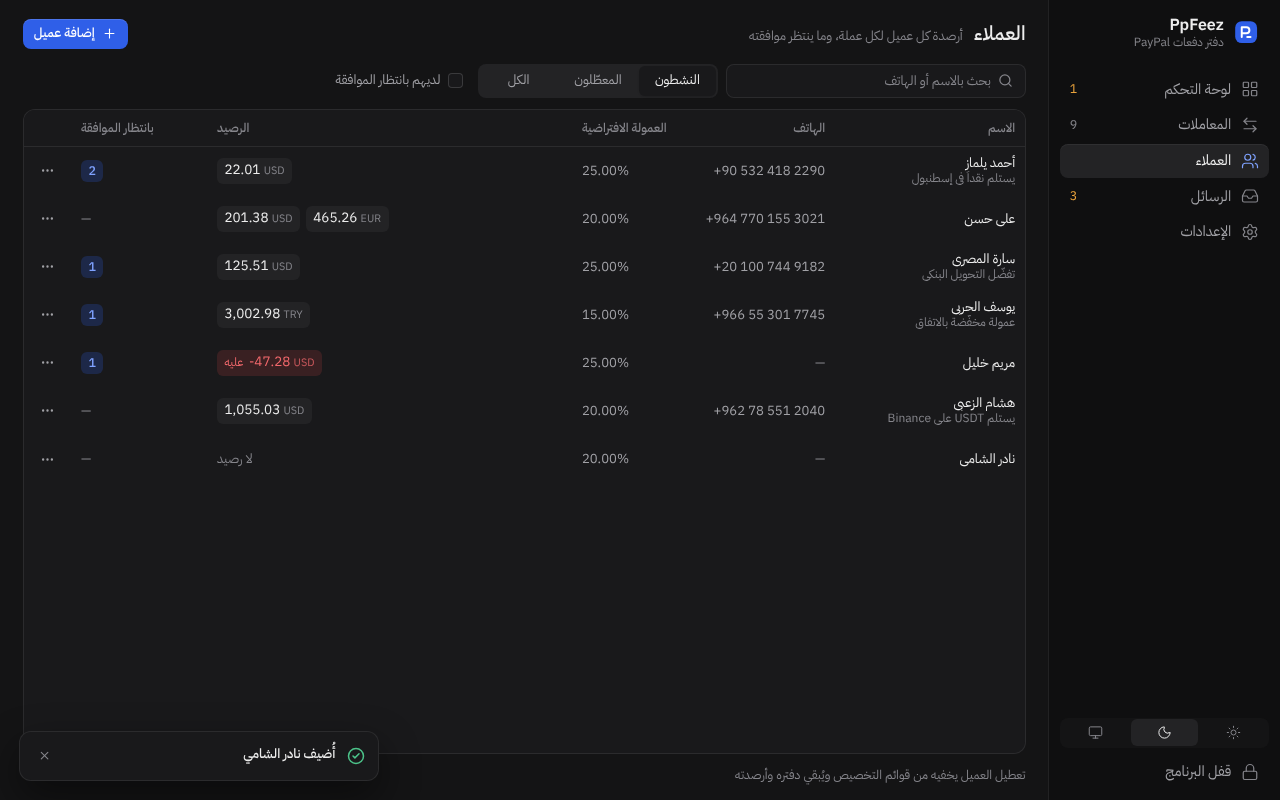 PpFeez
دفتر دفعات PayPal
لوحة التحكم 1
المعاملات 9
العملاء
الرسائل 3
الإعدادات
قفل البرنامج
العملاء أرصدة كل عميل لكل عملة، وما ينتظر موافقته
إضافة عميل
بحث بالاسم أو الهاتف
النشطون المعطّلون الكل لديهم بانتظار الموافقة
الاسم الهاتف العمولة الافتراضية الرصيد بانتظار الموافقة
أحمد يلماز +90 532 418 2290 25.00% 22.01 USD 2
يستلم نقداً في إسطنبول
علي حسن +964 770 155 3021 20.00% 465.26 EUR 201.38 USD —
سارة المصري +20 100 744 9182 25.00% 125.51 USD 1
تفضّل التحويل البنكي
يوسف الحربي +966 55 301 7745 15.00% 3,002.98 TRY 1
عمولة مخفّضة بالاتفاق
مريم خليل — 25.00% -47.28 USD عليه 1
هشام الزعبي +962 78 551 2040 20.00% 1,055.03 USD —
يستلم USDT على Binance
نادر الشامي — 20.00% لا رصيد —
أُضيف نادر الشامي
تعطيل العميل يخفيه من قوائم التخصيص ويُبقي دفتره وأرصدته